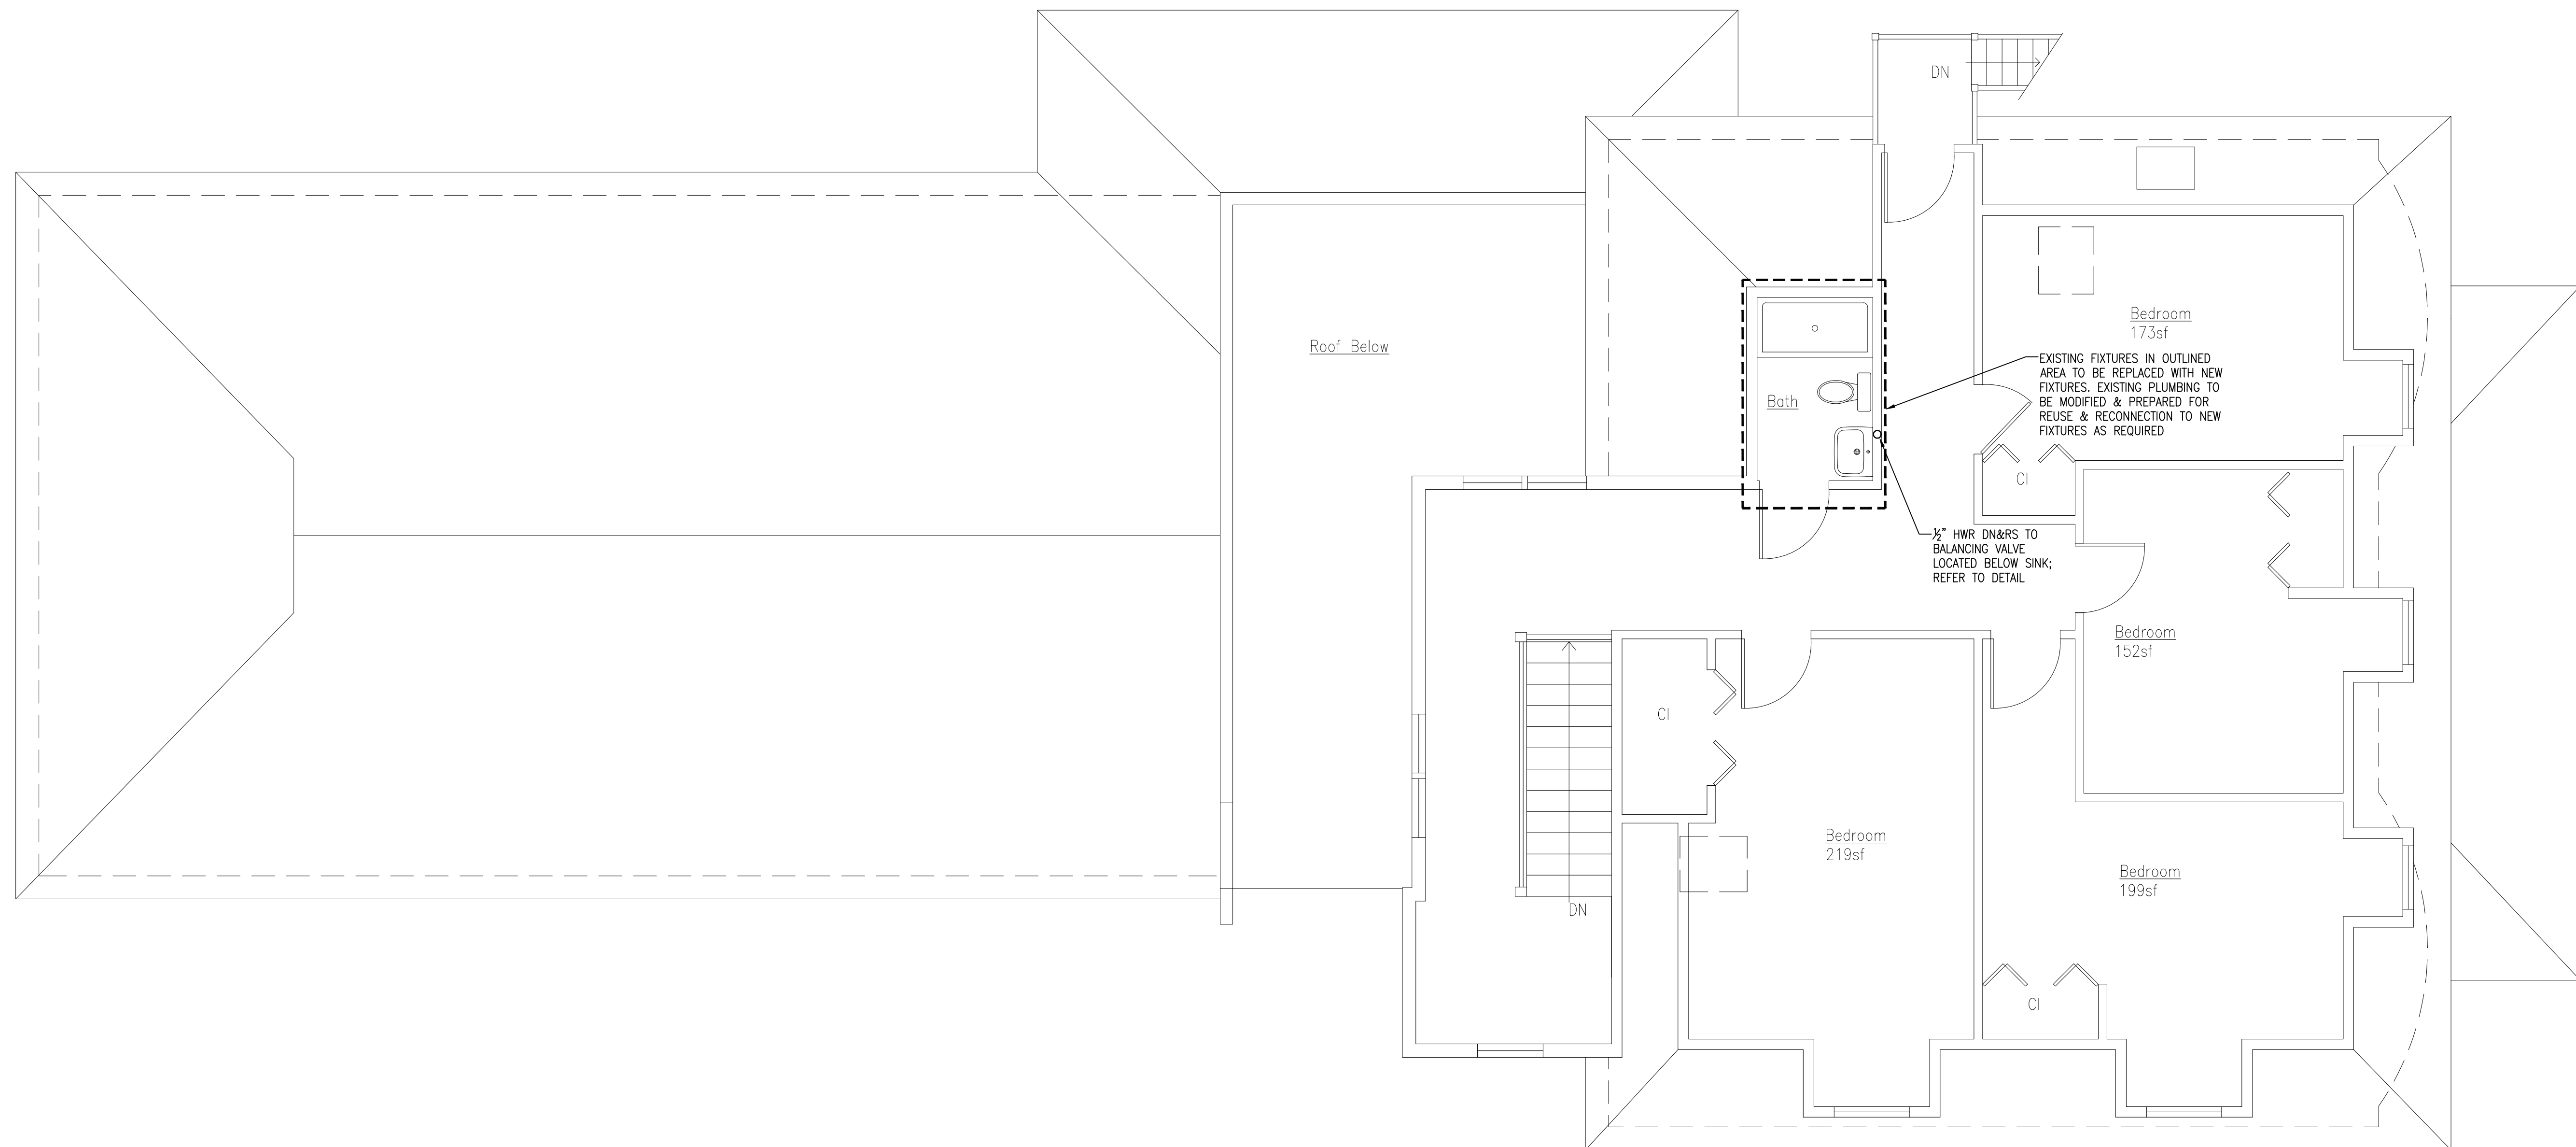 DN
Roof Below
Bedroom
173sf
EXISTING FIXTURES IN OUTLINED
AREA TO BE REPLACED WITH NEW
FIXTURES. EXISTING PLUMBING TO
BE MODIFIED & PREPARED FOR
REUSE & RECONNECTION TO NEW
FIXTURES AS REQUIRED
Bath
Cl
½" HWR DN&RS TO
BALANCING VALVE
LOCATED BELOW SINK;
REFER TO DETAIL
Bedroom
152sf
Cl
Bedroom
219sf
Bedroom
199sf
DN
Cl